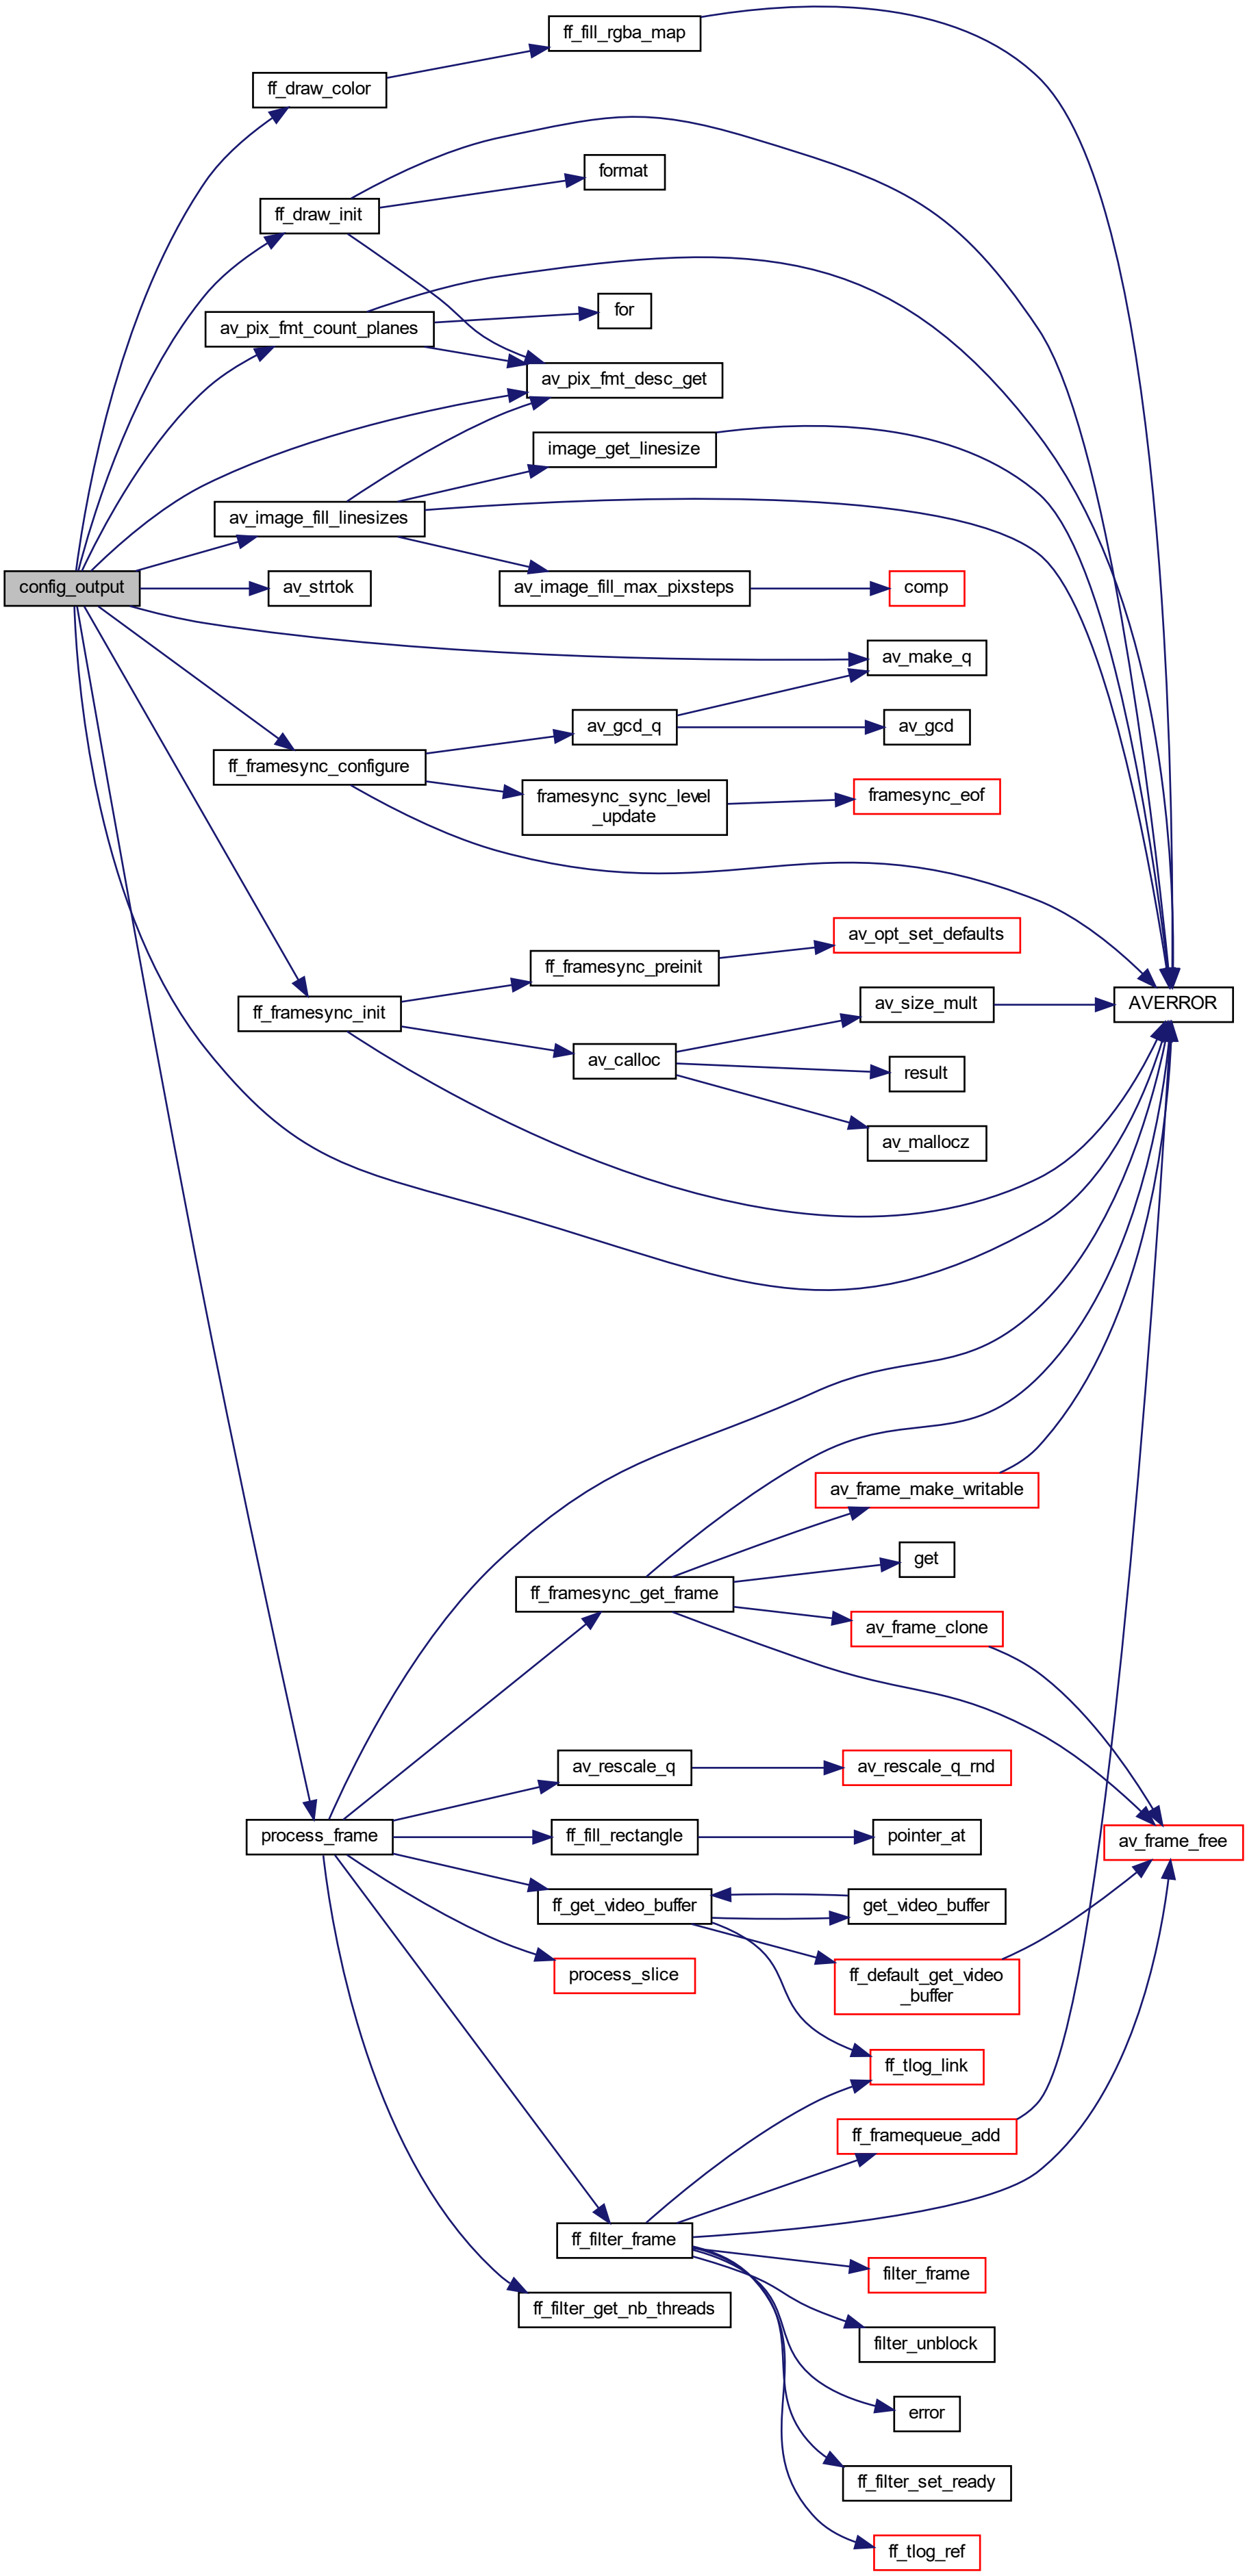 ff_fill_rgba_map
ff_draw_color
format
ff_draw_init
for
av_pix_fmt_count_planes
av_pix_fmt_desc_get
image_get_linesize
av_image_fill_linesizes
config_output
av_strtok
av_image_fill_max_pixsteps
comp
av_make_q
av_gcd_q
av_gcd
ff_framesync_configure
framesync_sync_level
_update
framesync_eof
av_opt_set_defaults
ff_framesync_preinit
ff_framesync_init
av_size_mult
AVERROR
av_calloc
result
av_mallocz
av_frame_make_writable
get
ff_framesync_get_frame
av_frame_clone
av_rescale_q
av_rescale_q_rnd
process_frame
ff_fill_rectangle
pointer_at
av_frame_free
ff_get_video_buffer
get_video_buffer
process_slice
ff_default_get_video
_buffer
ff_tlog_link
ff_framequeue_add
ff_filter_frame
filter_frame
ff_filter_get_nb_threads
filter_unblock
error
ff_filter_set_ready
ff_tlog_ref